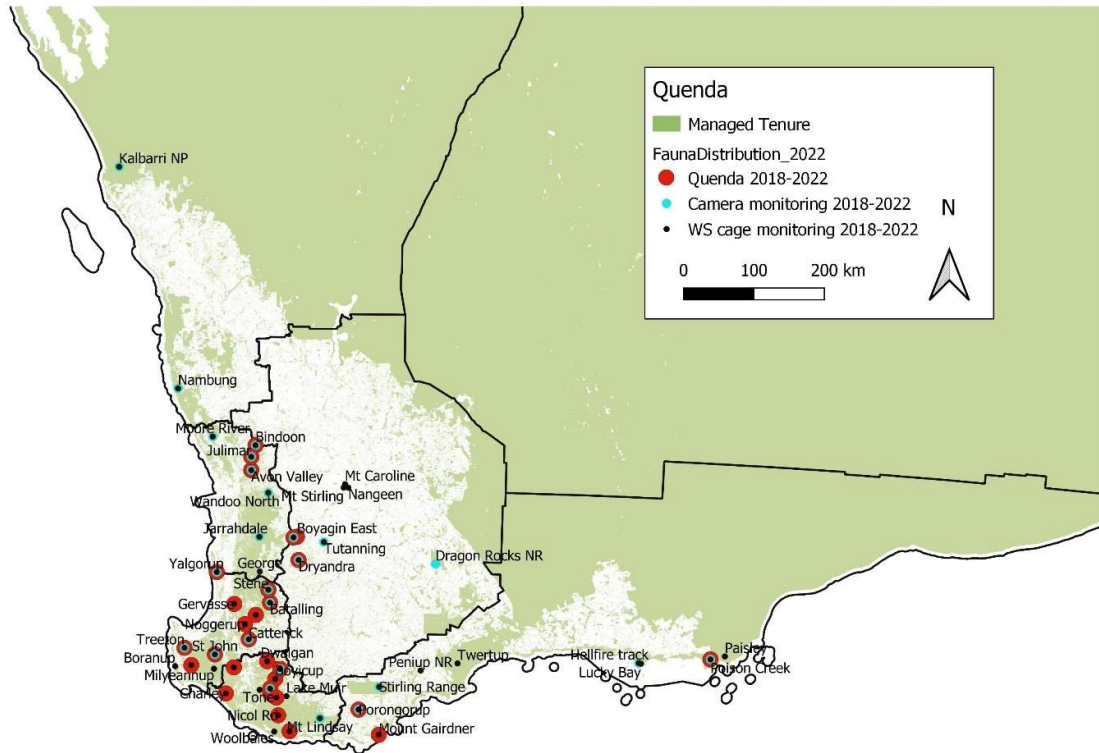 Quenda
Managed Tenure
FaunaDistribution_2022
Quenda 2018-2022
Camera monitoring 2018-2022
WS cage monitoring 2018-2022
N
0 100 200 km
Kalbarri NP
Nambung
Moore River
Bindoon
Julimar
Avon Valley
Mt Caroline
Nangeen
Mt Stirling
Wandoo North
Jarrahdale
Boyagin East
Tutanning
Dragon Rocks NR
George
Dryandra
Yalgorup
Stene
Gervasse
Batalling
Noggerup
Catterick
Treeton
St John
Dwalgan
Boranup
Milyeannup
Boyicup
Peniup NR
Twertup
Hellfire track
Paisley
Lucky Bay
Poison Creek
Chariey
Tone
Lake Muir
Stirling Range
Nicol Rd
Porongorup
Mt Lindsay
Mount Gairdner
Woolbales